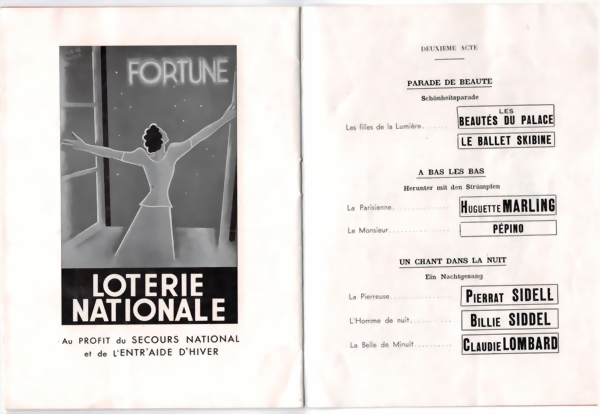 FORTUNE
LOTERIE
NATIONALE
AU PROFIT du SECOURS NATIONAL
et de L'ENTR'AIDE D'HIVER
DEUXIEME ACTE
PARADE DE BEAUTE
Schönheitsparade
Les filles de la Lumière.......
LES
BEAUTÉS DU PALACE
LE BALLET SKIBINE
A BAS LES BAS
Herunter mit den Strümpfen
La Parisienne............... HUGUETTE MARLING
Le Monsieur............... PÉPINO
UN CHANT DANS LA NUIT
Ein Nachtgesang
La Pierreuse............... PIERRAT SIDELL
L'Homme de nuit.......... BILLIE SIDDEL
La Belle de Minuit.......... CLAUDIE LOMBARD